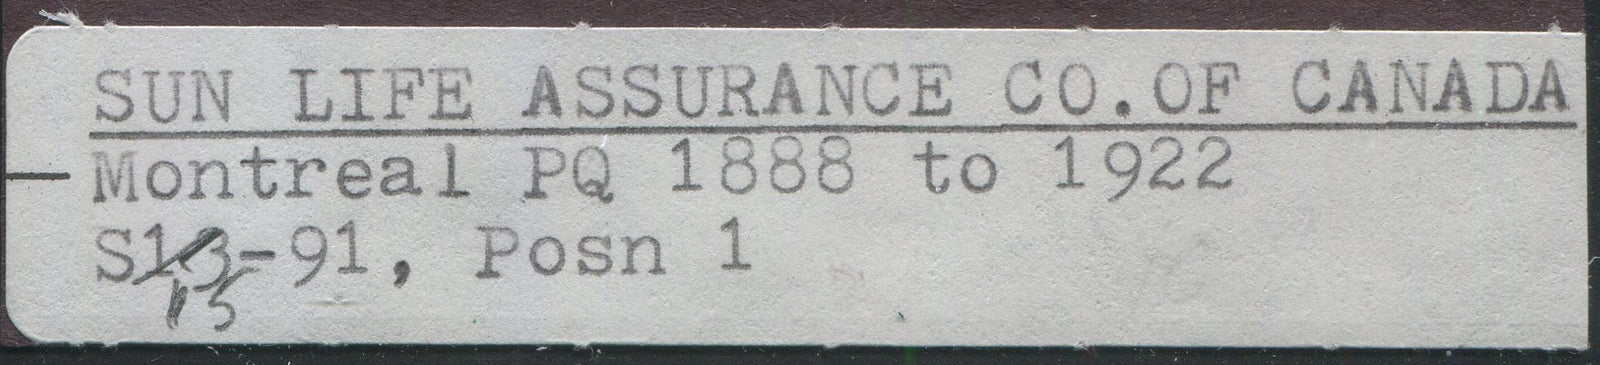 SUN LIFE ASSURANCE CO.OF CANADA
Montreal PQ 1888 to 1922
S13-91, Posn 1
15